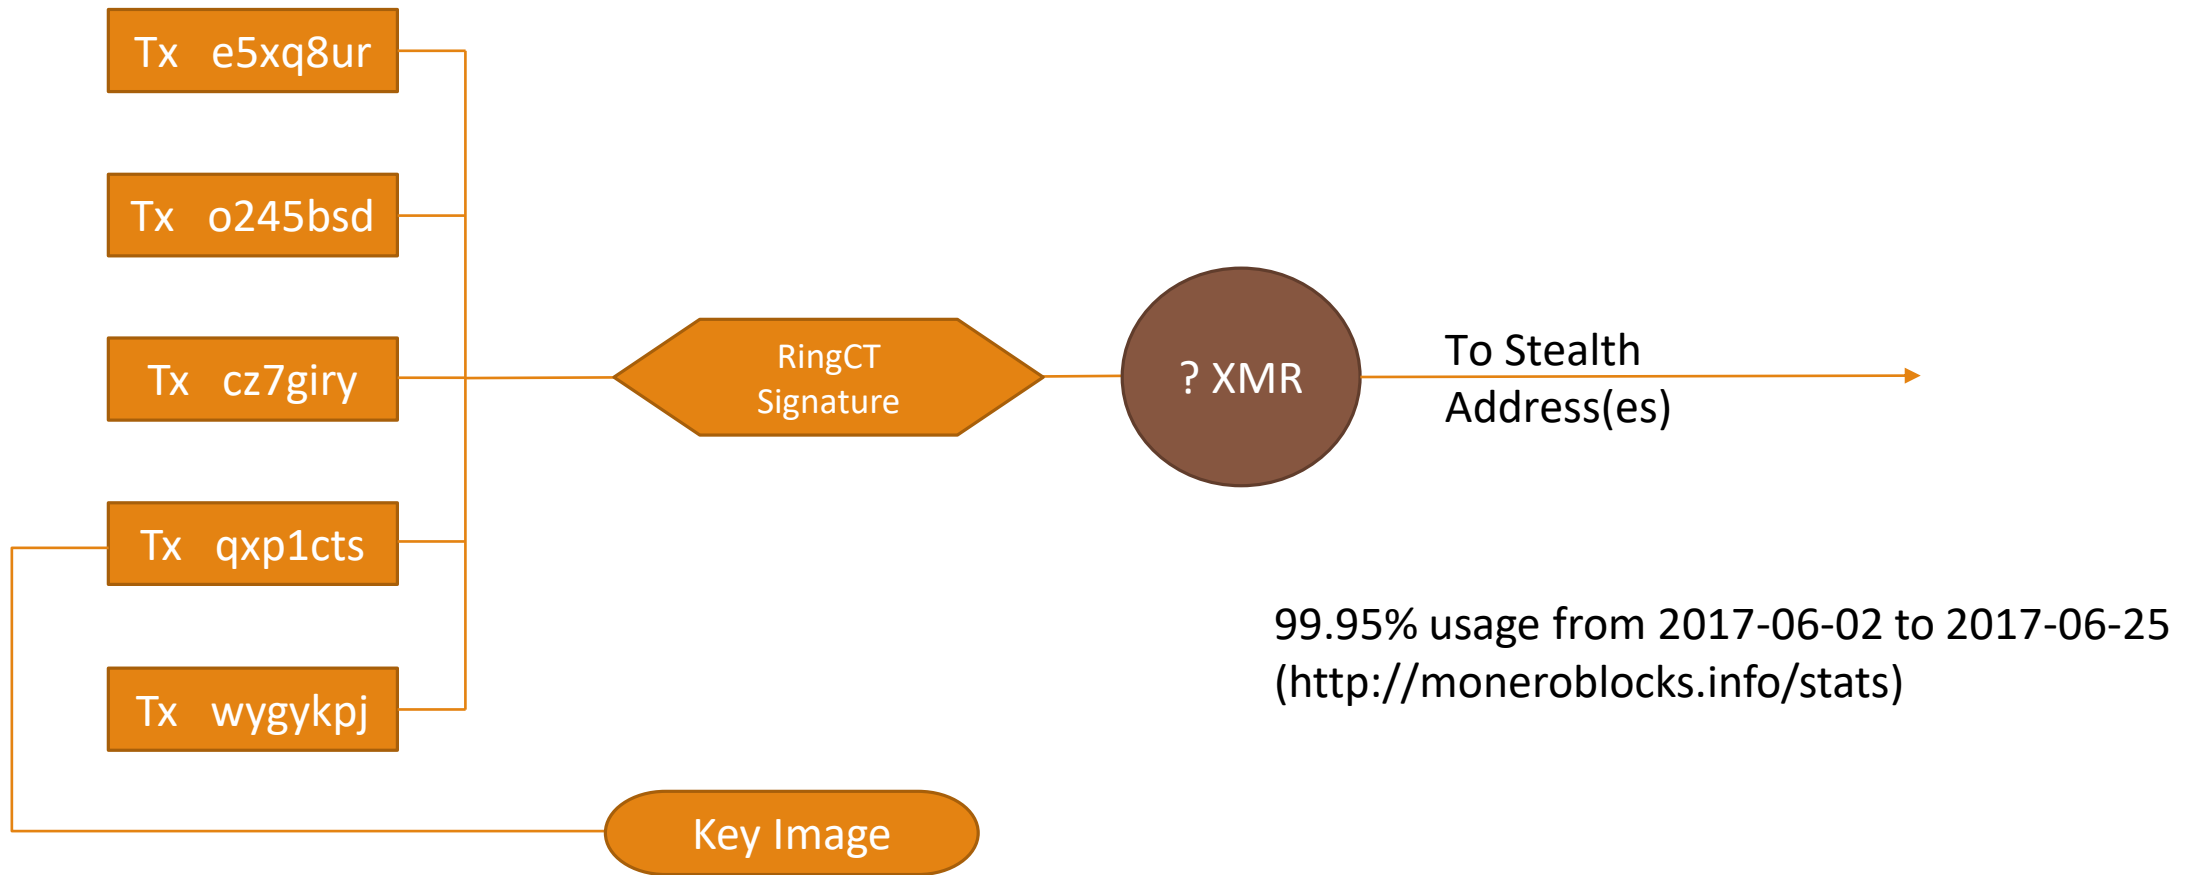 Tx e5xq8ur
Tx o245bsd
Tx cz7giry
Tx qxp1cts
Tx wygykpj
RingCT
Signature
? XMR
To Stealth
Address(es)
99.95% usage from 2017-06-02 to 2017-06-25
(http://moneroblocks.info/stats)
Key Image